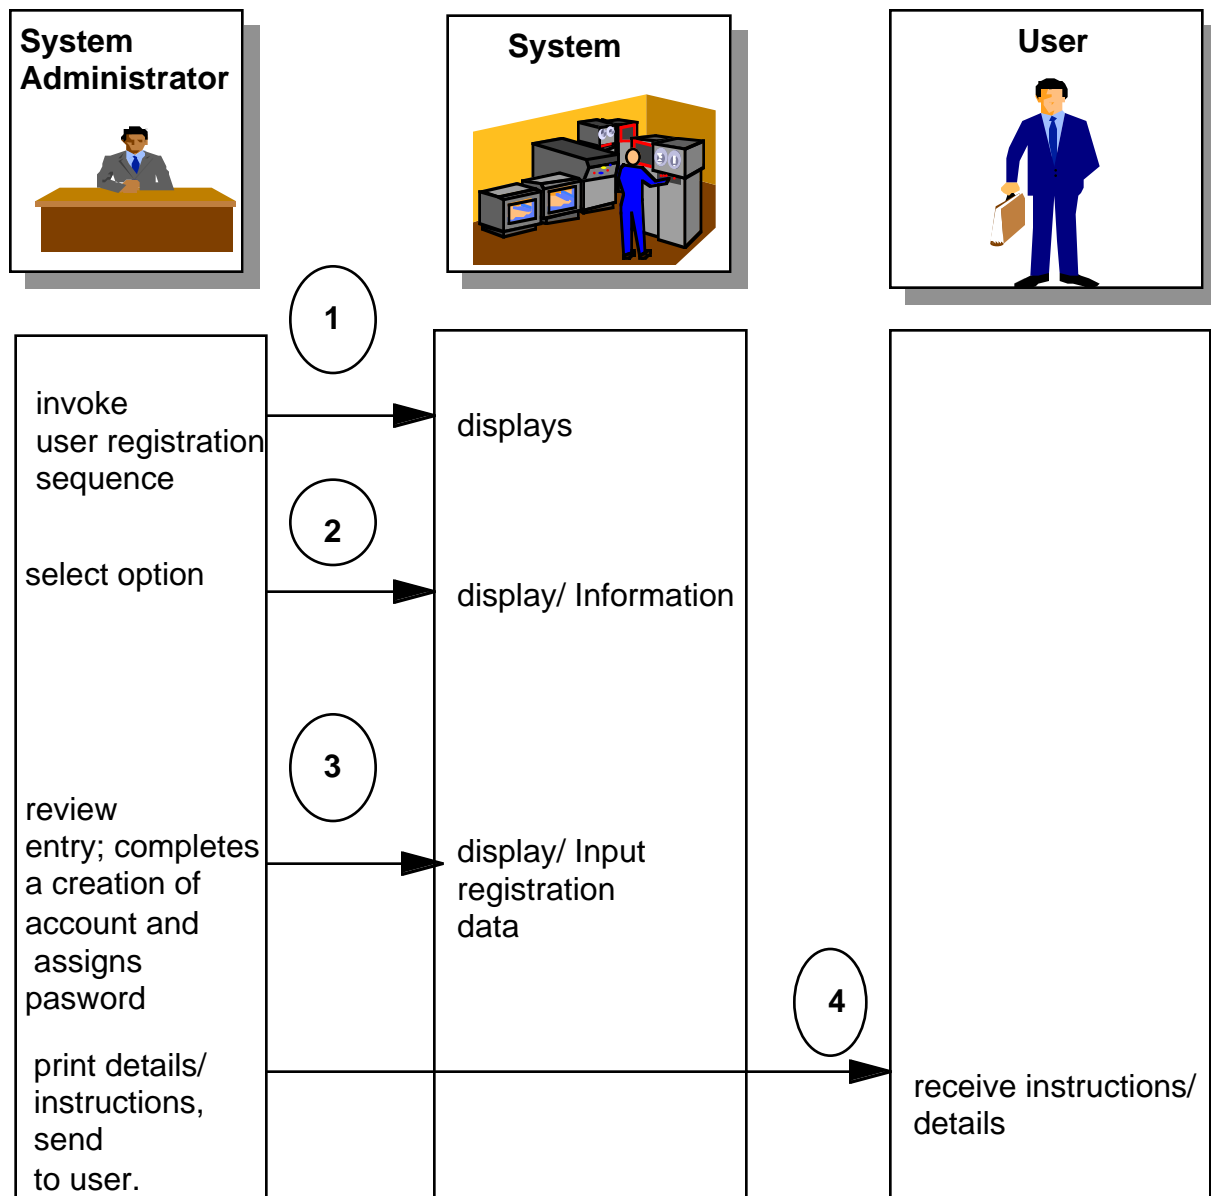 System
Administrator
System
User
1
invoke
user registration
sequence
displays
2
select option
display/ Information
3
review
entry; completes
a creation of
account and
assigns
pasword
display/ Input
registration
data
4
print details/
instructions,
send
to user.
receive instructions/
details